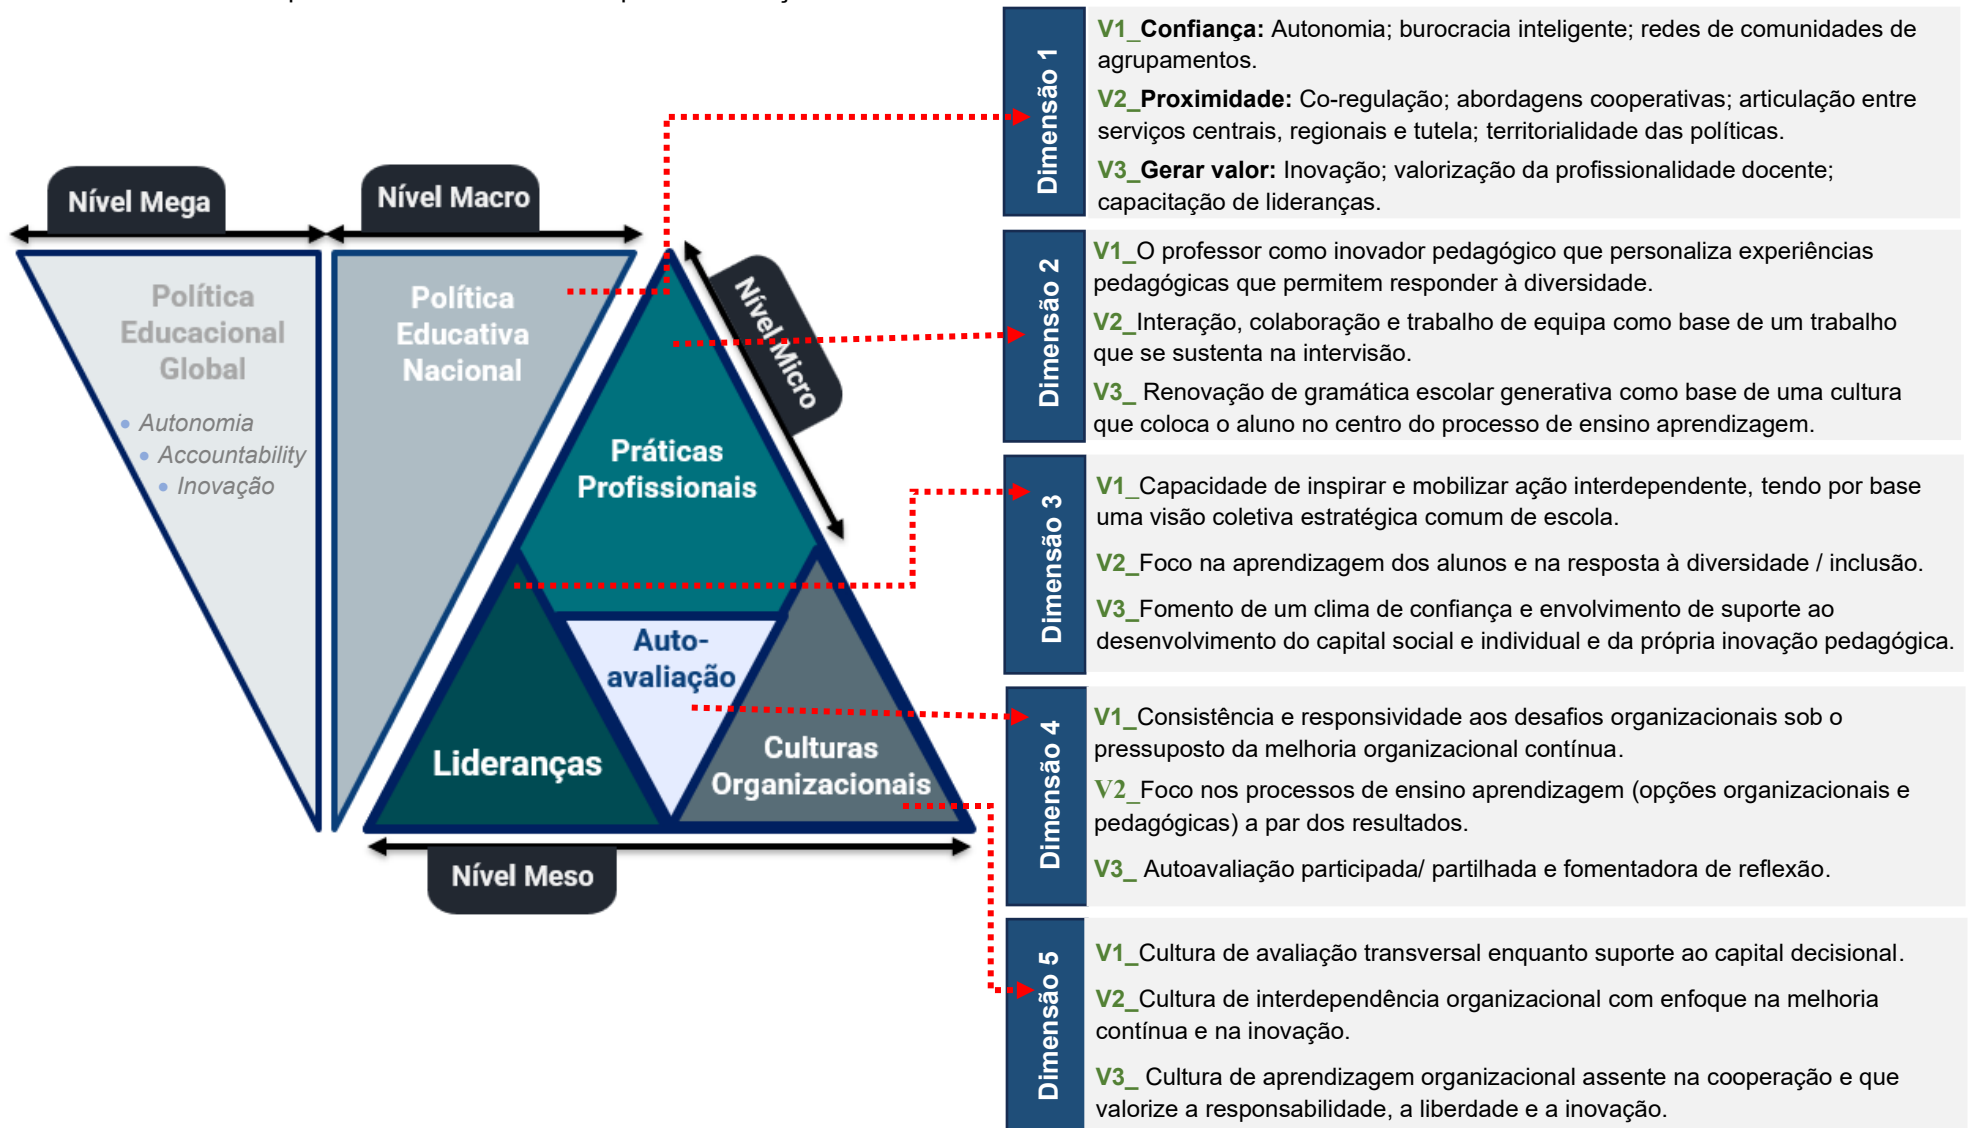 Nível Mega
Nível Macro
Política
Educacional
Global
• Autonomia
• Accountability
• Inovação
Política
Educativa
Nacional
Nível Micro
Práticas
Profissionais
Auto-
avaliação
Lideranças
Culturas
Organizacionais
Nível Meso
Dimensão 1
V1_Confiança: Autonomia; burocracia inteligente; redes de comunidades de
agrupamentos.
V2_Proximidade: Co-regulação; abordagens cooperativas; articulação entre
serviços centrais, regionais e tutela; territorialidade das políticas.
V3_Gerar valor: Inovação; valorização da profissionalidade docente;
capacitação de lideranças.
Dimensão 2
V1_O professor como inovador pedagógico que personaliza experiências
pedagógicas que permitem responder à diversidade.
V2_Interação, colaboração e trabalho de equipa como base de um trabalho
que se sustenta na intervisão.
V3_ Renovação de gramática escolar generativa como base de uma cultura
que coloca o aluno no centro do processo de ensino aprendizagem.
Dimensão 3
V1_Capacidade de inspirar e mobilizar ação interdependente, tendo por base
uma visão coletiva estratégica comum de escola.
V2_Foco na aprendizagem dos alunos e na resposta à diversidade / inclusão.
V3_Fomento de um clima de confiança e envolvimento de suporte ao
desenvolvimento do capital social e individual e da própria inovação pedagógica.
Dimensão 4
V1_Consistência e responsividade aos desafios organizacionais sob o
pressuposto da melhoria organizacional contínua.
V2_Foco nos processos de ensino aprendizagem (opções organizacionais e
pedagógicas) a par dos resultados.
V3_ Autoavaliação participada/ partilhada e fomentadora de reflexão.
Dimensão 5
V1_Cultura de avaliação transversal enquanto suporte ao capital decisional.
V2_Cultura de interdependência organizacional com enfoque na melhoria
contínua e na inovação.
V3_ Cultura de aprendizagem organizacional assente na cooperação e que
valorize a responsabilidade, a liberdade e a inovação.